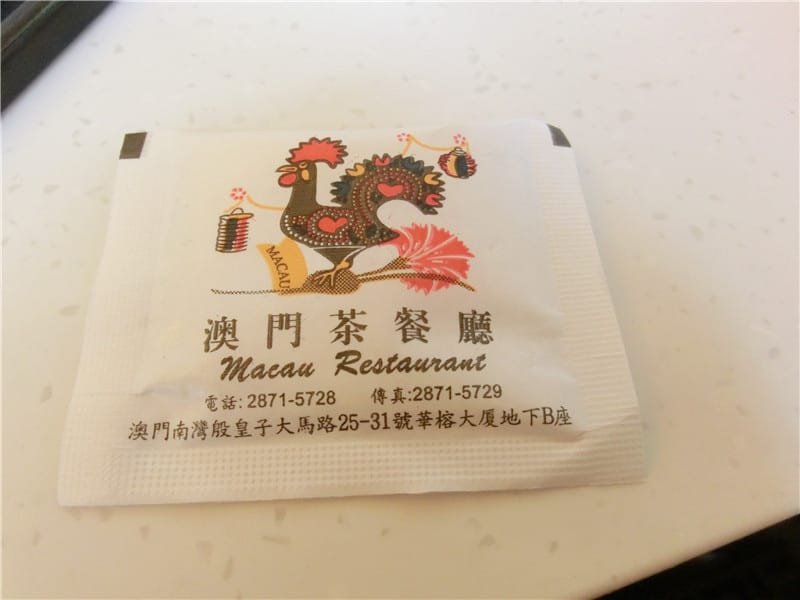 MACAU
澳門茶餐廳
Macau Restaurant
電話: 2871-5728 傳真:2871-5729
澳門南灣殷皇子大馬路25-31號華榕大厦地下B座